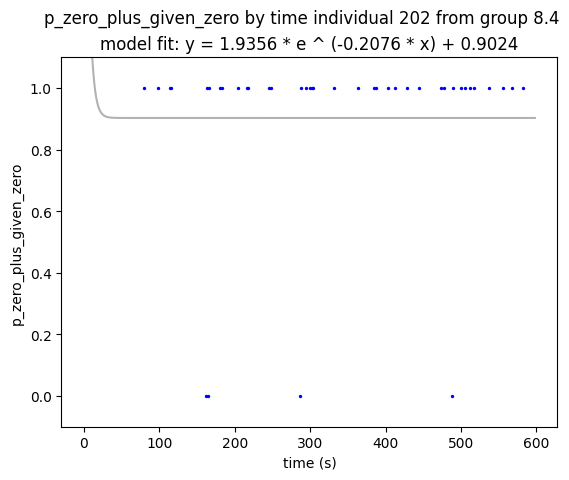 p_zero_plus_given_zero by time individual 202 from group 8.4
model fit: y = 1.9356 * e ^ (-0.2076 * x) + 0.9024
1.0
0.8
0.6
0.4
0.2
0.0
p_zero_plus_given_zero
0 100 200 300 400 500 600
time (s)